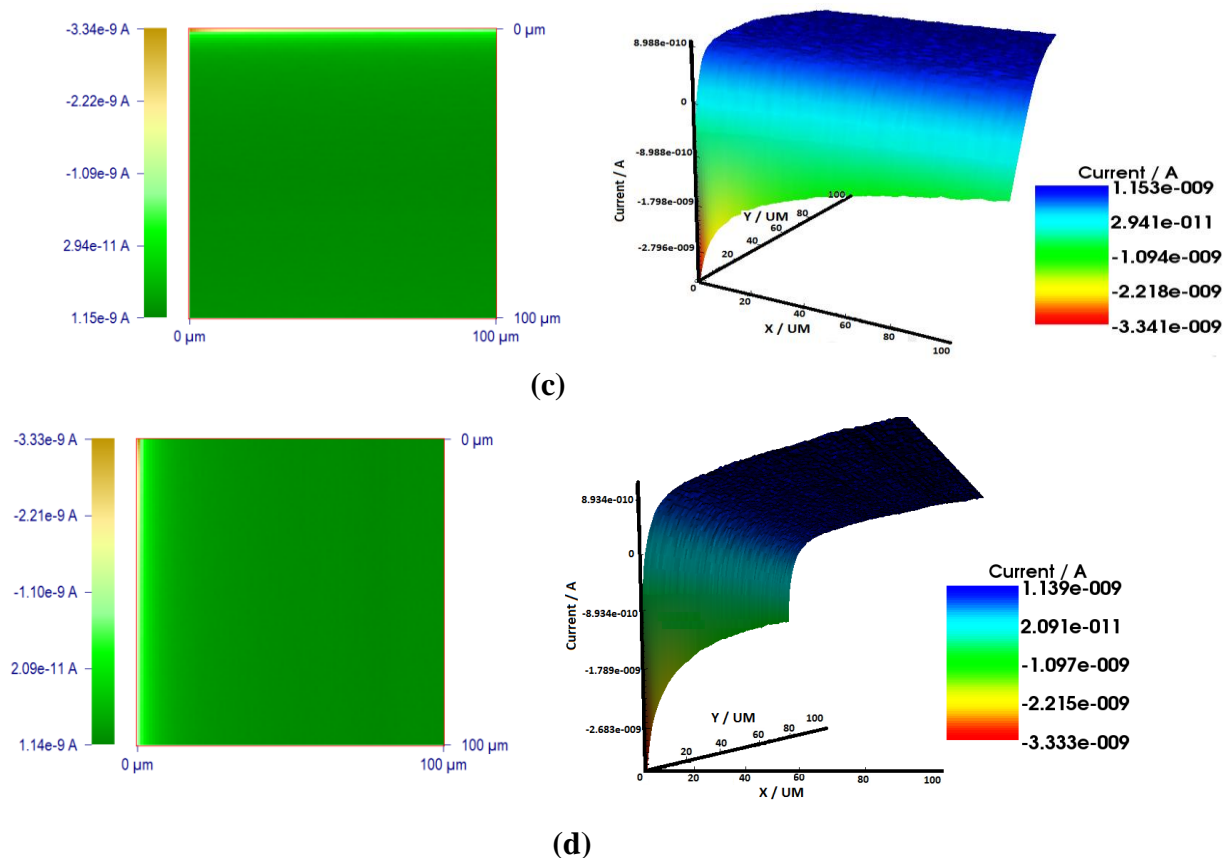 -3.34e-9 A
-2.22e-9 A
-1.09e-9 A
2.94e-11 A
1.15e-9 A
0 µm
100 µm
0 µm
100 µm
8.988e-010
0
-8.988e-010
-1.798e-009
-2.796e-009
Current / A
0
20
40
60
80
100
Y / UM
20
40
60
80
100
X / UM
Current / A
1.153e-009
2.941e-011
-1.094e-009
-2.218e-009
-3.341e-009
(c)
-3.33e-9 A
-2.21e-9 A
-1.10e-9 A
2.09e-11 A
1.14e-9 A
0 µm
100 µm
0 µm
100 µm
8.934e-010
0
-8.934e-010
-1.789e-009
-2.683e-009
Current / A
Y / UM
20
40
60
80
100
0
20
40
60
80
100
X / UM
Current / A
1.139e-009
2.091e-011
-1.097e-009
-2.215e-009
-3.333e-009
(d)